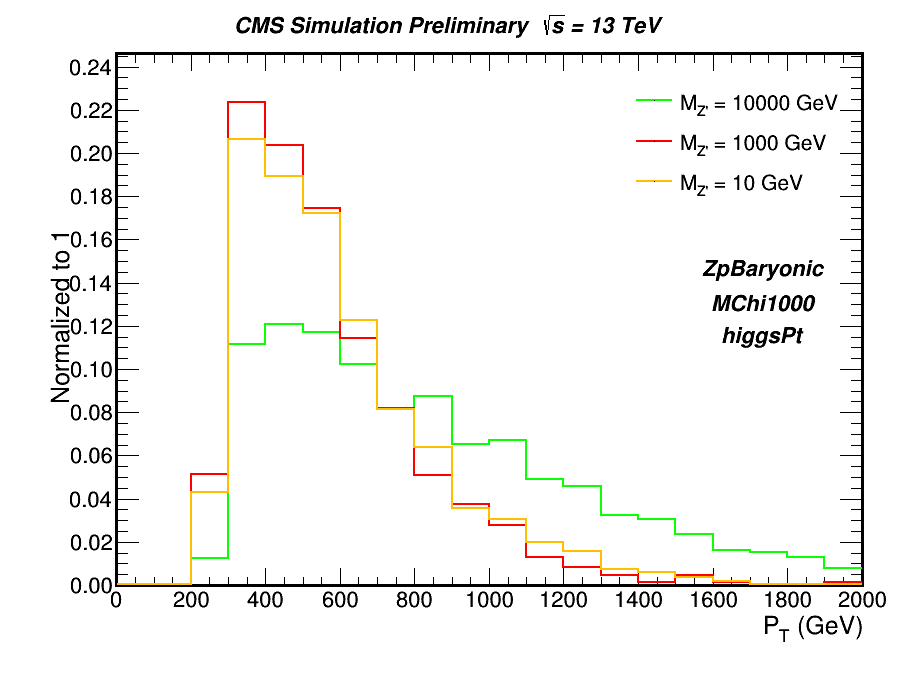 CMS Simulation Preliminary √s = 13 TeV
0.24
0.22
0.20
0.18
0.16
0.14
0.12
0.10
0.08
0.06
0.04
0.02
0.00
Normalized to 1
M_Z' = 10000 GeV
M_Z' = 1000 GeV
M_Z' = 10 GeV
ZpBaryonic
MChi1000
higgsPt
0 200 400 600 800 1000 1200 1400 1600 1800 2000
P_T (GeV)